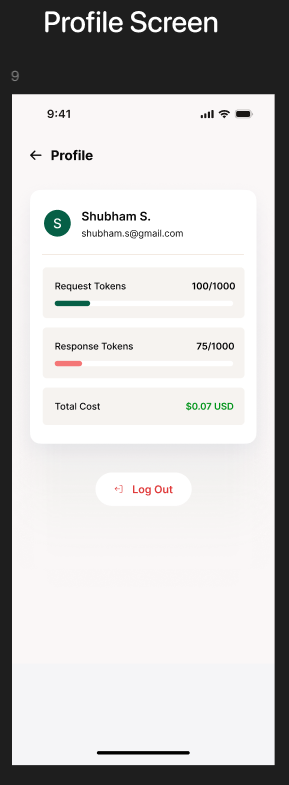 Profile Screen
9
9:41
Profile
S
Shubham S.
shubham.s@gmail.com
Request Tokens 100/1000
Response Tokens 75/1000
Total Cost $0.07 USD
Log Out